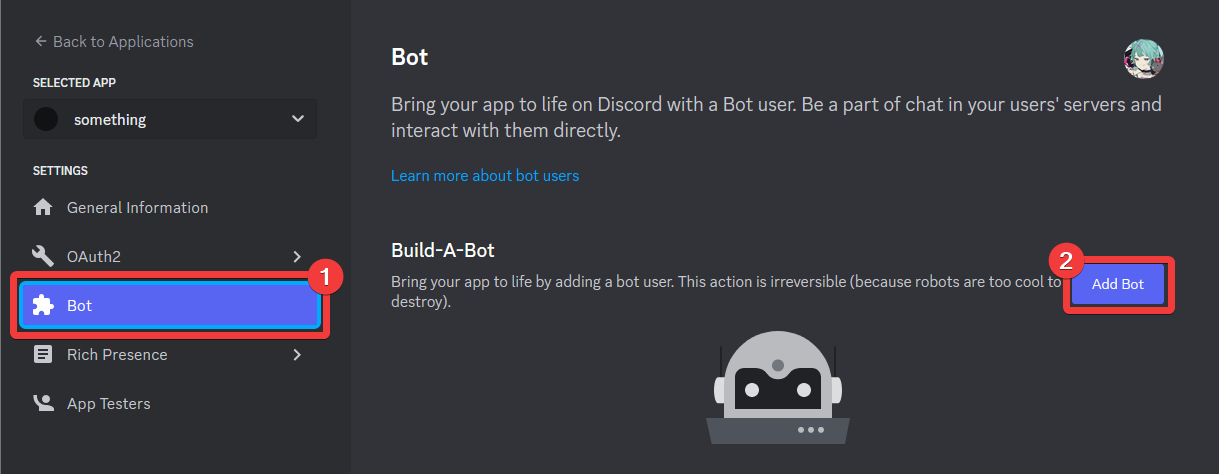 Back to Applications
SELECTED APP
something
SETTINGS
General Information
OAuth2
1
Bot
Rich Presence
App Testers
Bot
Bring your app to life on Discord with a Bot user. Be a part of chat in your users' servers and
interact with them directly.
Learn more about bot users
Build-A-Bot
Bring your app to life by adding a bot user. This action is irreversible (because robots are too cool to
destroy).
2
Add Bot